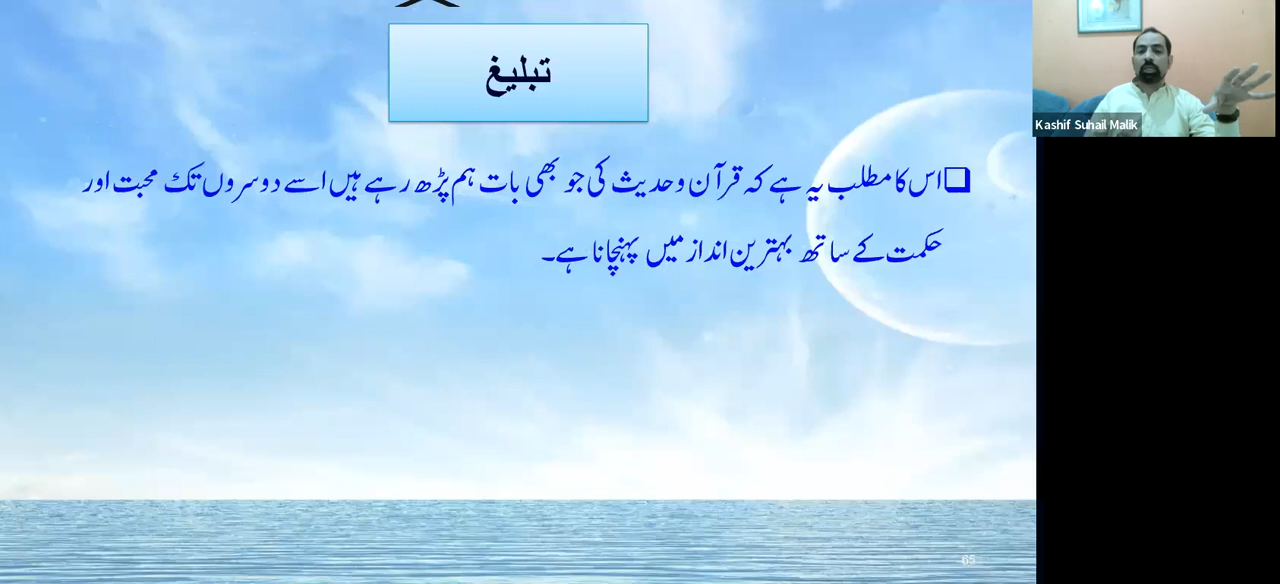 تبلیغ
اس کا مطلب یہ ہے کہ قرآن و حدیث کی جو بھی بات ہم پڑھ رہے ہیں اسے دوسروں تک محبت اور
حکمت کے ساتھ بہترین انداز میں پہنچانا ہے۔
Kashif Suhail Malik
65